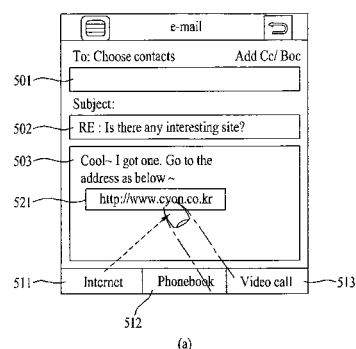 e-mail
To: Choose contacts Add Cc/ Boc
501
Subject:
502 RE : Is there any interesting site?
503 Cool~ I got one. Go to the
address as below ~
521 http://www.cyon.co.kr
511 Internet Phonebook Video call 513
512
(a)